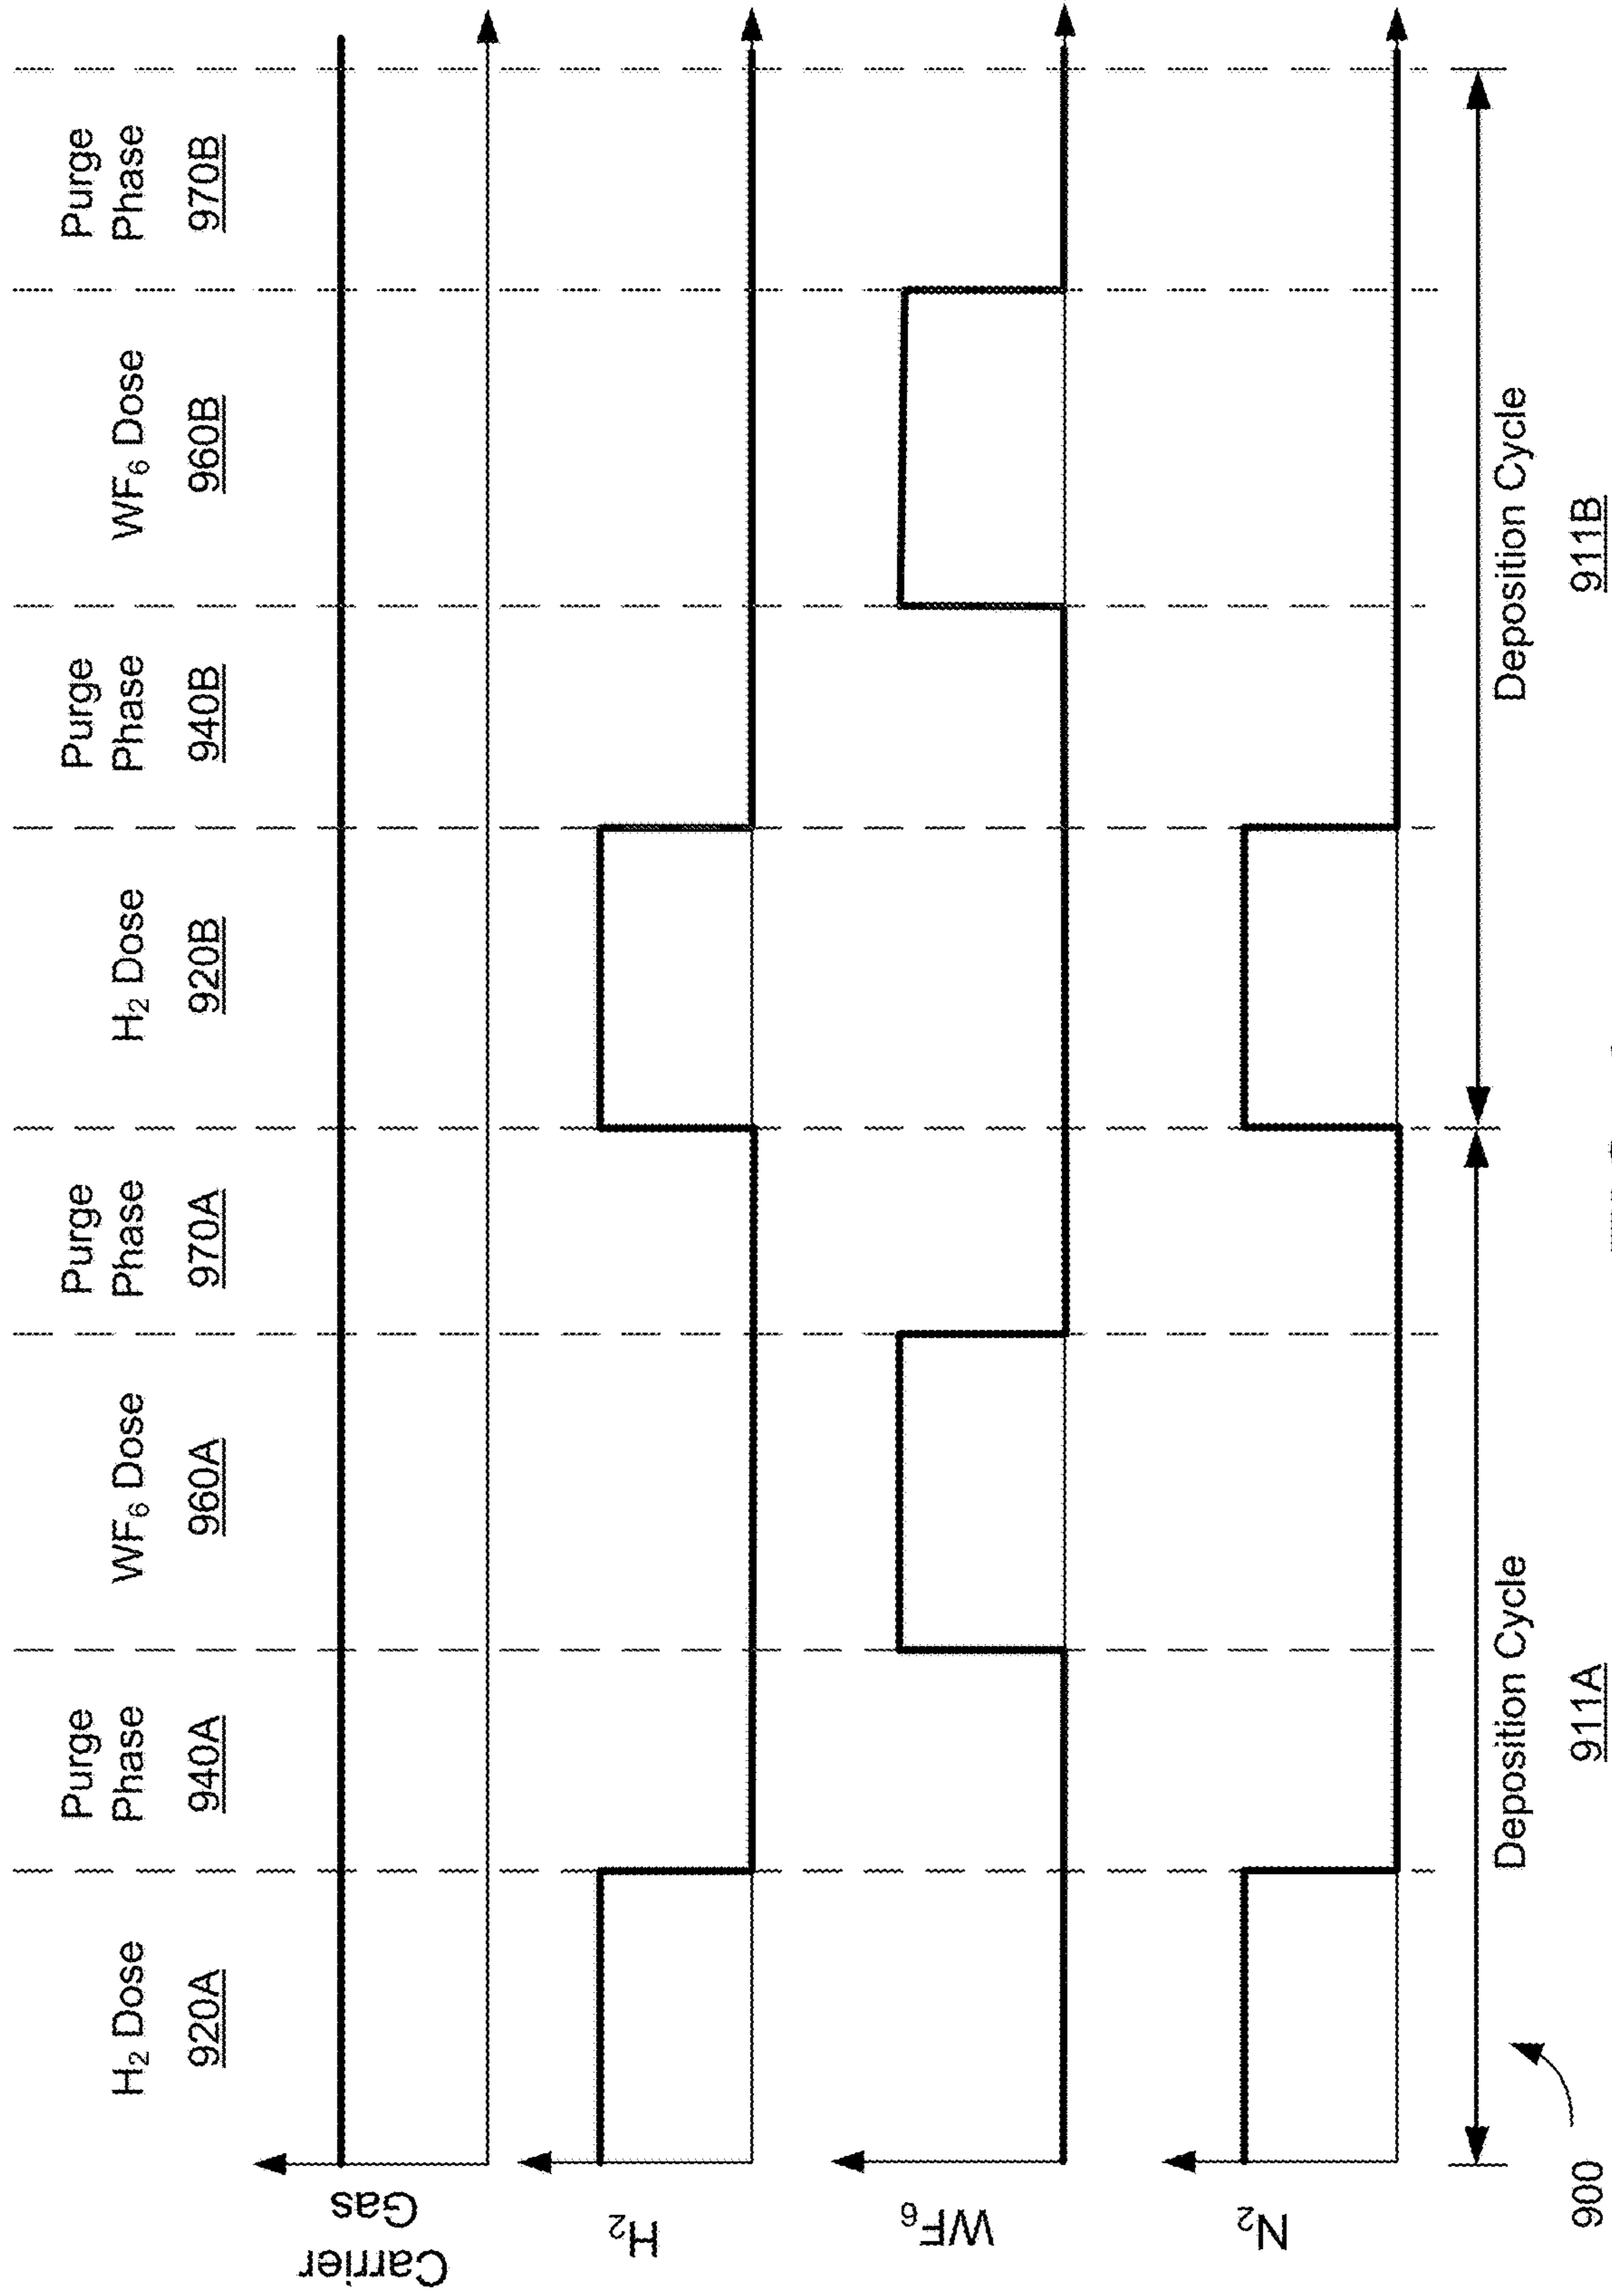 H2 Dose
920A
Purge
Phase
940A
WF6 Dose
960A
Purge
Phase
970A
H2 Dose
920B
Purge
Phase
940B
WF6 Dose
960B
Purge
Phase
970B
Carrier
Gas
H2
WF6
N2
Deposition Cycle
911A
Deposition Cycle
911B
900